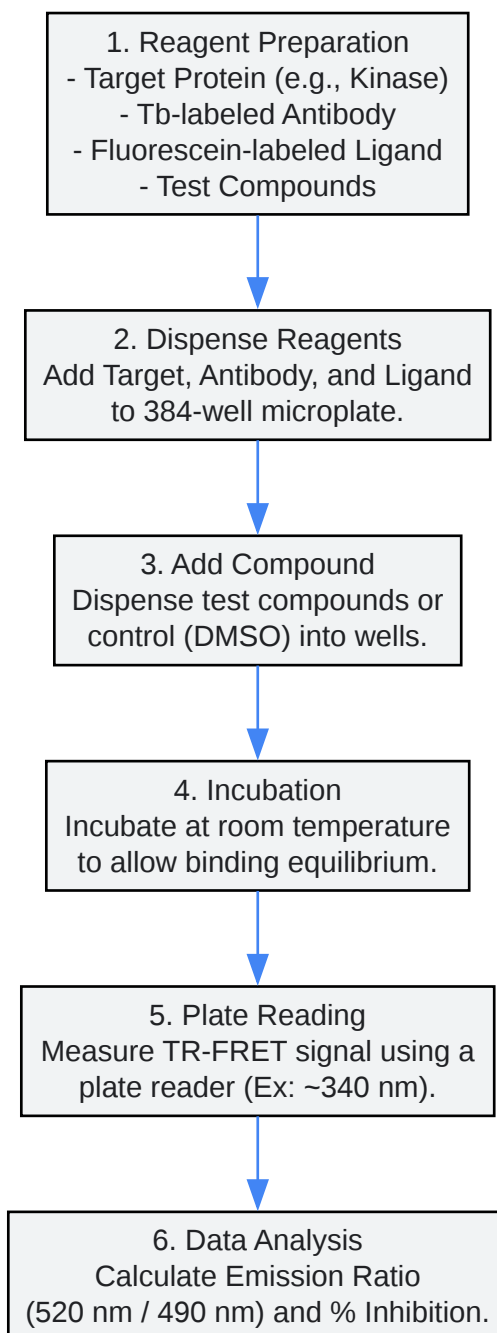 1. Reagent Preparation
- Target Protein (e.g., Kinase)
- Tb-labeled Antibody
- Fluorescein-labeled Ligand
- Test Compounds
2. Dispense Reagents
Add Target, Antibody, and Ligand
to 384-well microplate.
3. Add Compound
Dispense test compounds or
control (DMSO) into wells.
4. Incubation
Incubate at room temperature
to allow binding equilibrium.
5. Plate Reading
Measure TR-FRET signal using a
plate reader (Ex: ~340 nm).
6. Data Analysis
Calculate Emission Ratio
(520 nm / 490 nm) and % Inhibition.